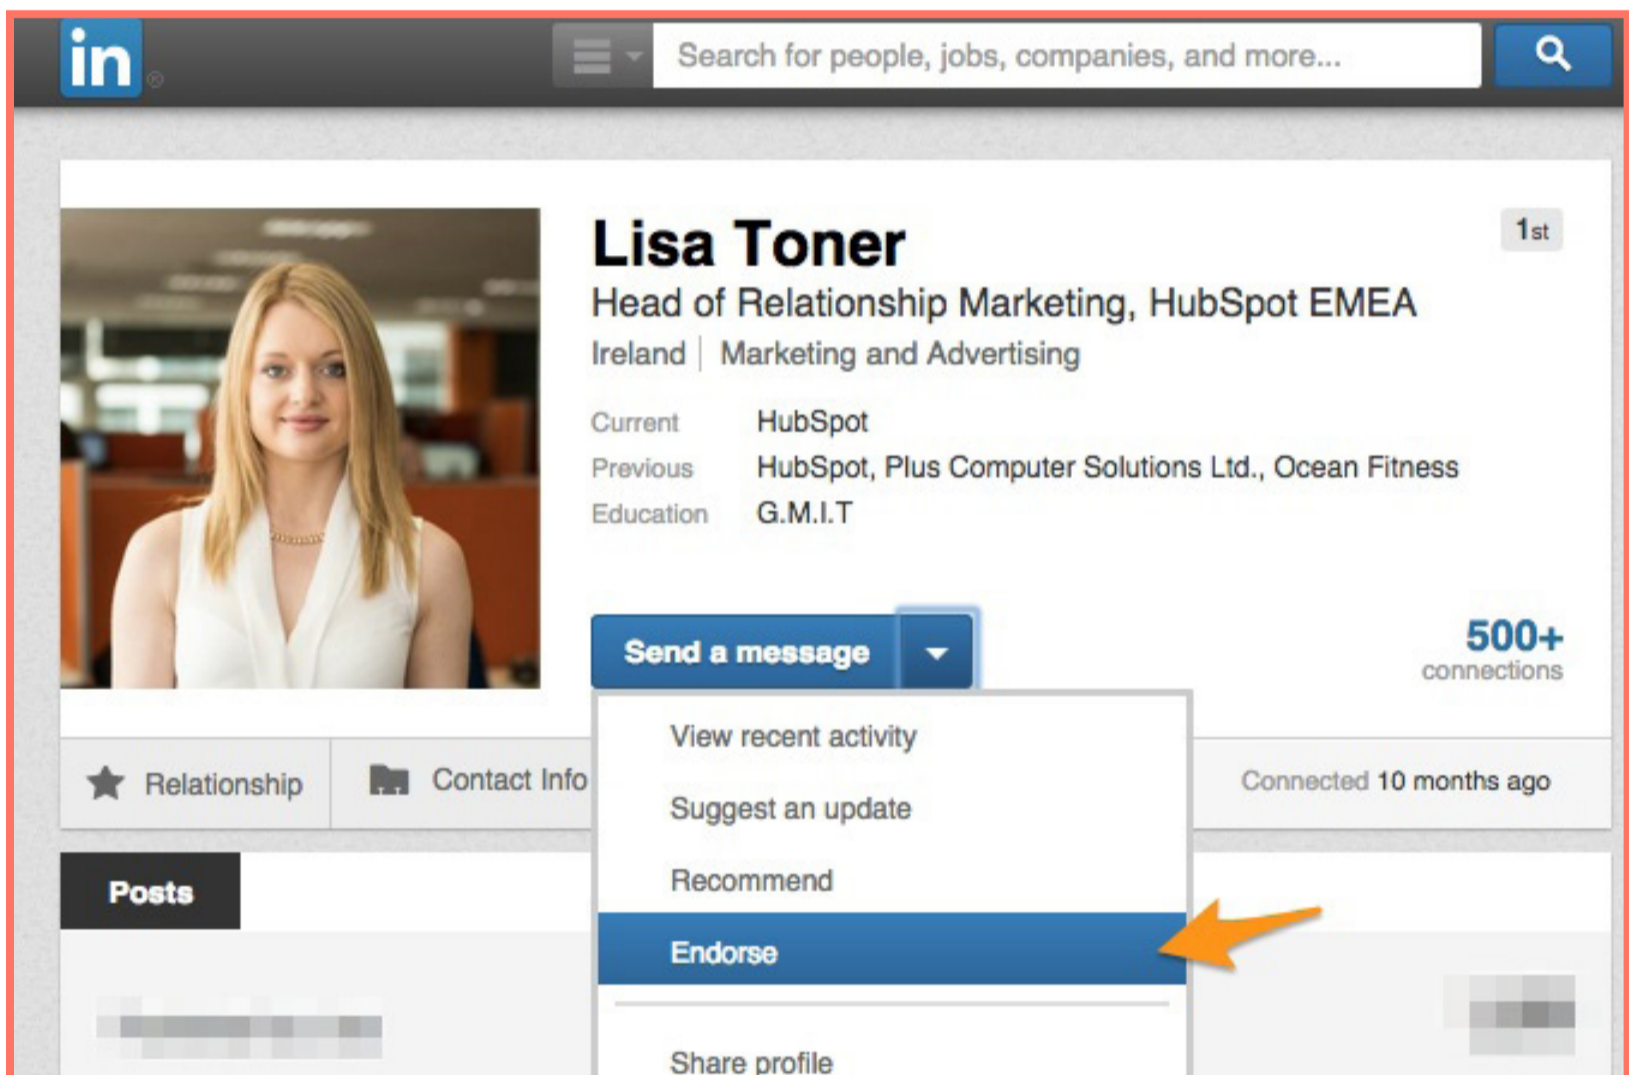 in
Search for people, jobs, companies, and more...
Lisa Toner
1st
Head of Relationship Marketing, HubSpot EMEA
Ireland | Marketing and Advertising
Current HubSpot
Previous HubSpot, Plus Computer Solutions Ltd., Ocean Fitness
Education G.M.I.T
Send a message
500+
connections
View recent activity
Relationship
Contact Info
Connected 10 months ago
Suggest an update
Recommend
Posts
Endorse
Share profile